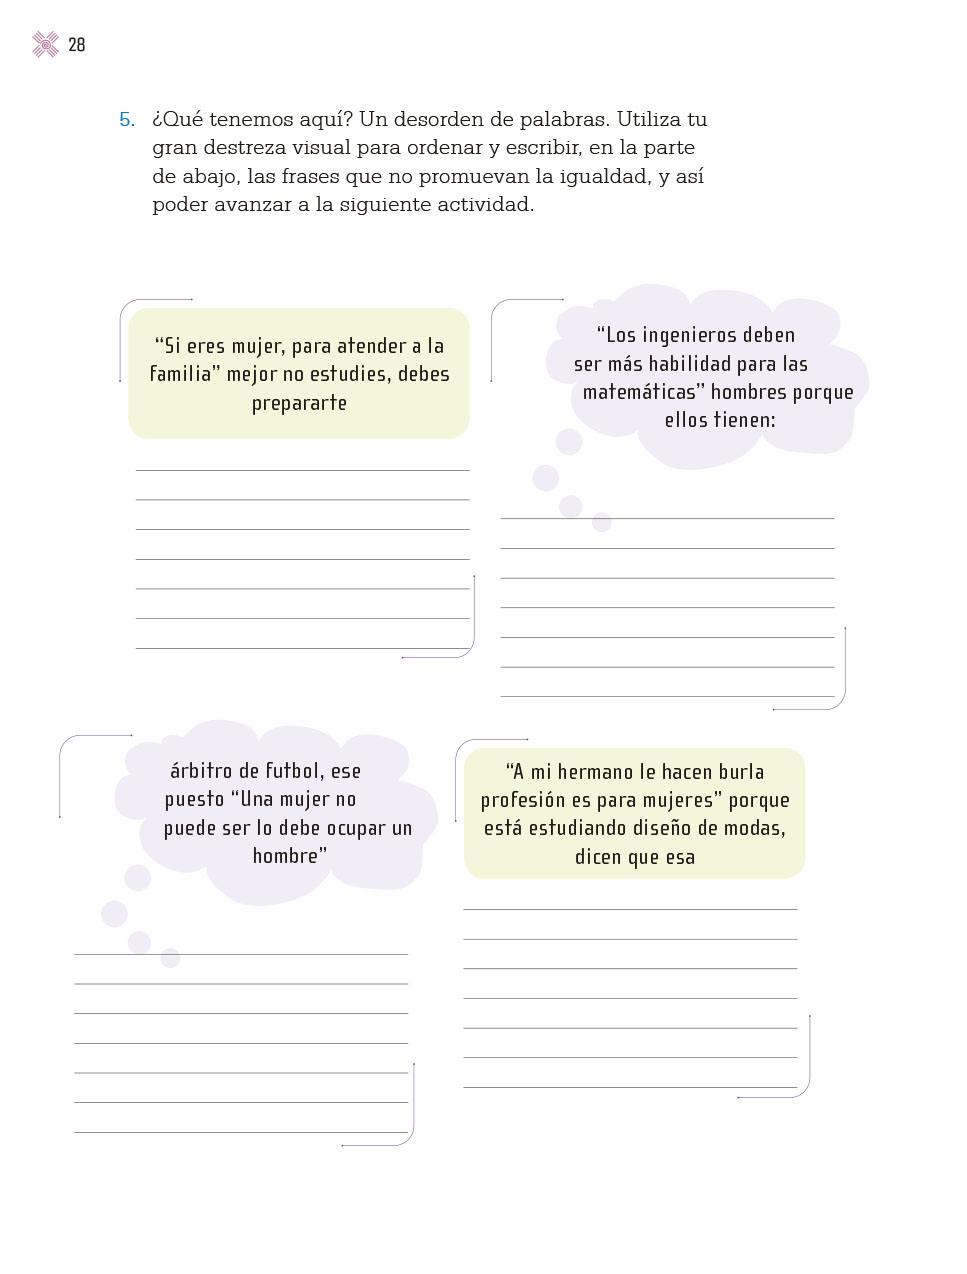 28
5. ¿Qué tenemos aquí? Un desorden de palabras. Utiliza tu
gran destreza visual para ordenar y escribir, en la parte
de abajo, las frases que no promuevan la igualdad, y así
poder avanzar a la siguiente actividad.
“Si eres mujer, para atender a la
familia” mejor no estudies, debes
prepararte
“Los ingenieros deben
ser más habilidad para las
matemáticas” hombres porque
ellos tienen:
árbitro de futbol, ese
puesto “Una mujer no
puede ser lo debe ocupar un
hombre”
“A mi hermano le hacen burla
profesión es para mujeres” porque
está estudiando diseño de modas,
dicen que esa